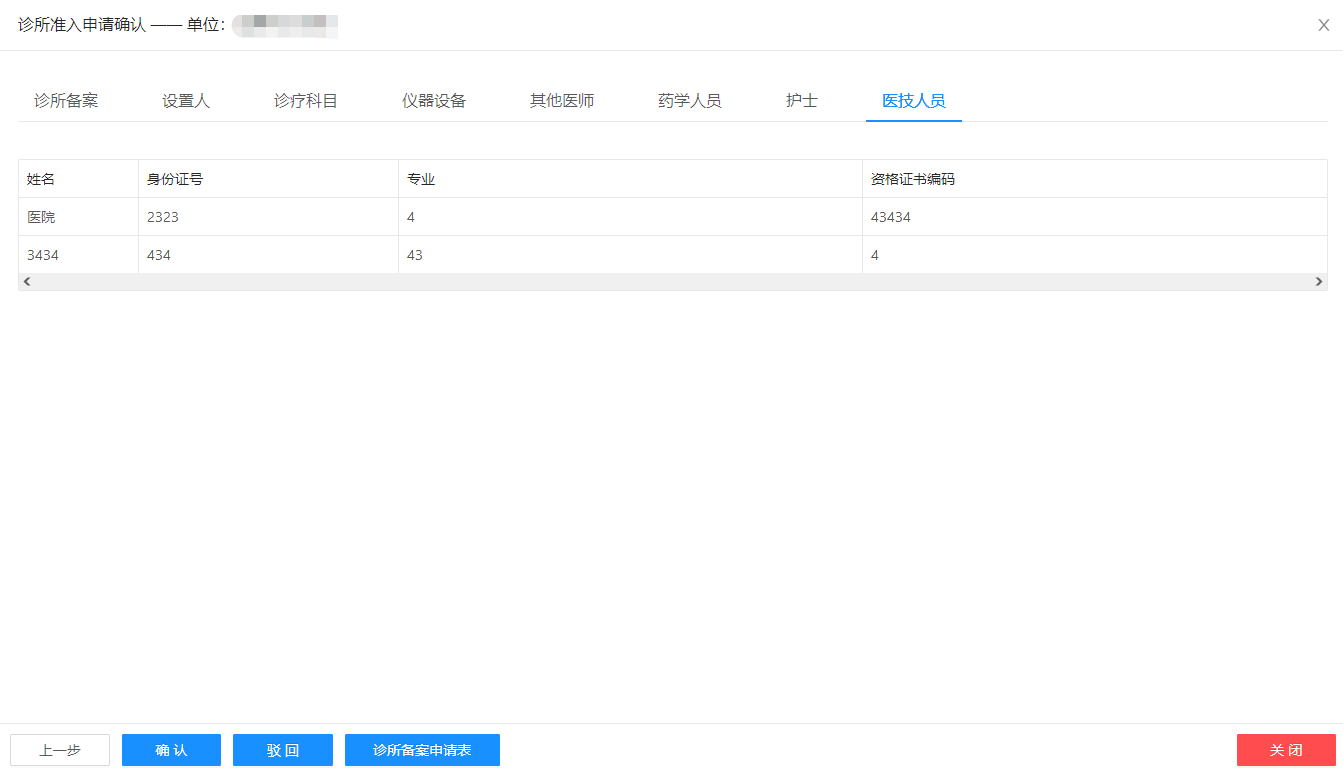 诊所准入申请确认 —— 单位：
诊所备案 设置人 诊疗科目 仪器设备 其他医师 药学人员 护士 医技人员
姓名 身份证号 专业 资格证书编码
医院 2323 4 43434
3434 434 43 4
上一步 确 认 驳 回 诊所备案申请表 关 闭